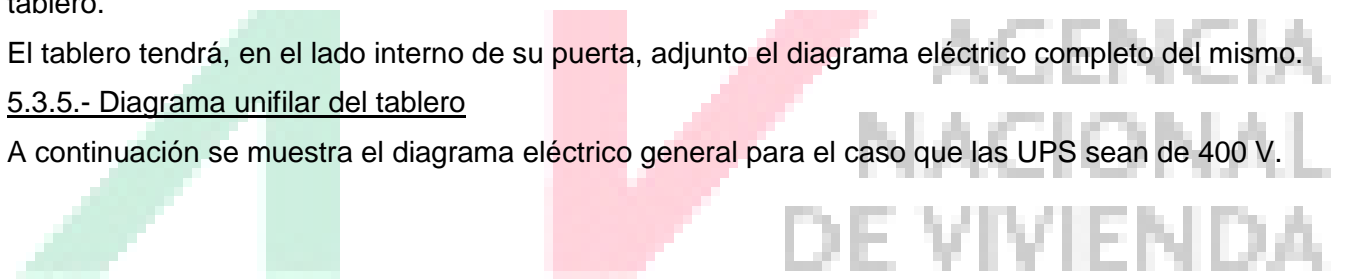 tablero.
El tablero tendrá, en el lado interno de su puerta, adjunto el diagrama eléctrico completo del mismo.
5.3.5.- Diagrama unifilar del tablero
A continuación se muestra el diagrama eléctrico general para el caso que las UPS sean de 400 V.
AGENCIA
NACIONAL
DE VIVIENDA